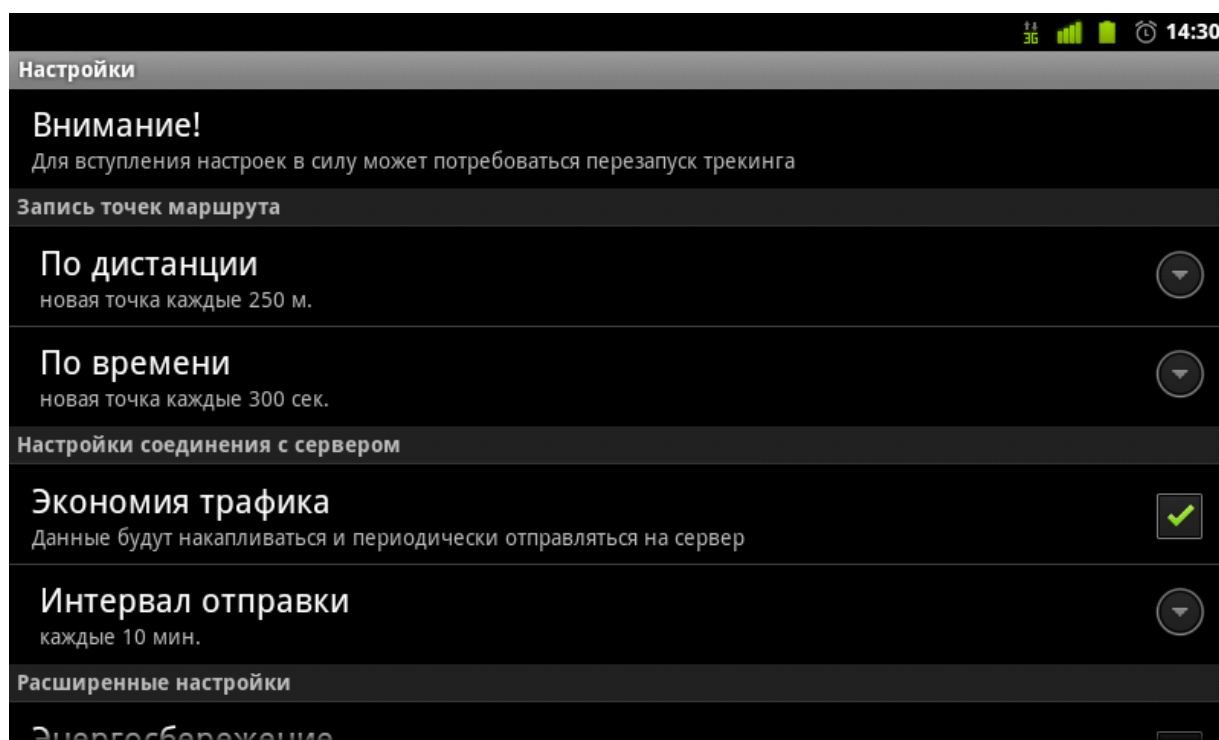 3G 14:30
Настройки
Внимание!
Для вступления настроек в силу может потребоваться перезапуск трекинга
Запись точек маршрута
По дистанции
новая точка каждые 250 м.
По времени
новая точка каждые 300 сек.
Настройки соединения с сервером
Экономия трафика
Данные будут накапливаться и периодически отправляться на сервер
Интервал отправки
каждые 10 мин.
Расширенные настройки
Энергосбережение